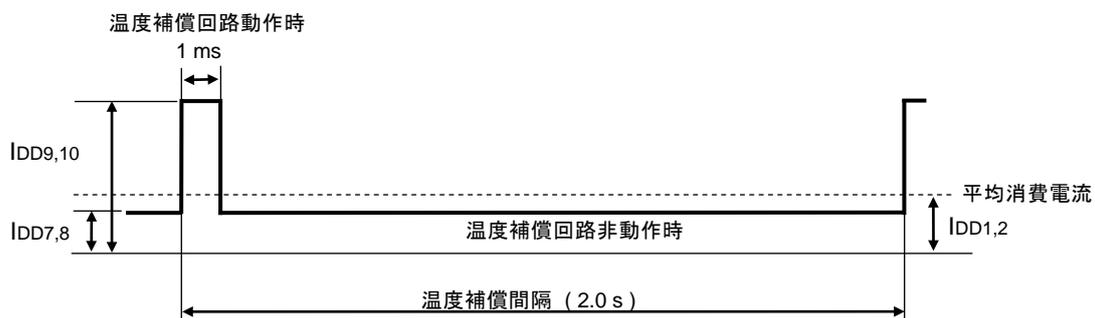 温度補償回路動作時
1 ms
IDD9,10
平均消費電流
IDD7,8
温度補償回路非動作時
IDD1,2
温度補償間隔 ( 2.0 s )